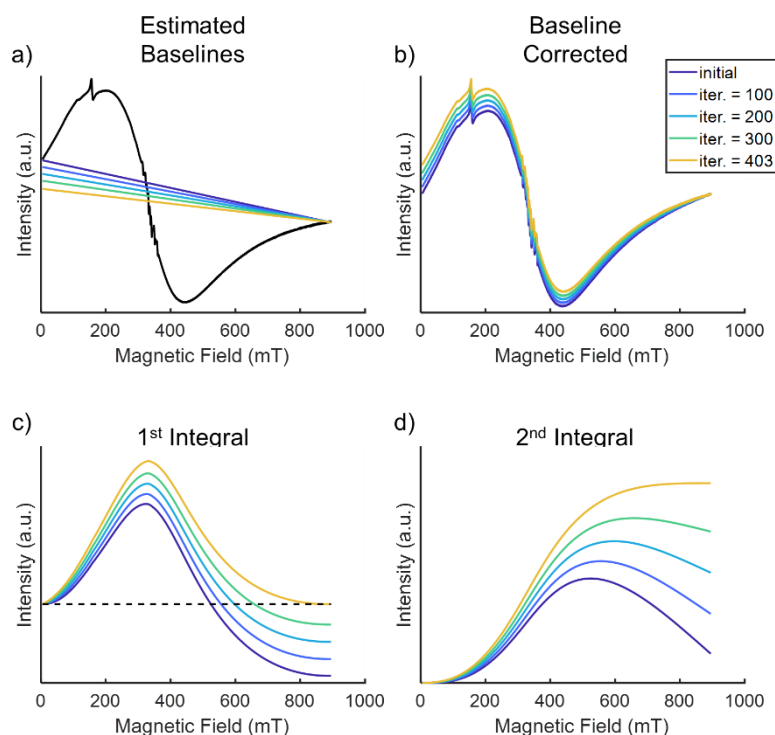 Estimated
Baselines
Baseline
Corrected
a)
Intensity (a.u.)
0 200 400 600 800 1000
Magnetic Field (mT)
b)
initial
iter. = 100
iter. = 200
iter. = 300
iter. = 403
Intensity (a.u.)
0 200 400 600 800 1000
Magnetic Field (mT)
c)
1st Integral
Intensity (a.u.)
0 200 400 600 800 1000
Magnetic Field (mT)
d)
2nd Integral
Intensity (a.u.)
0 200 400 600 800 1000
Magnetic Field (mT)